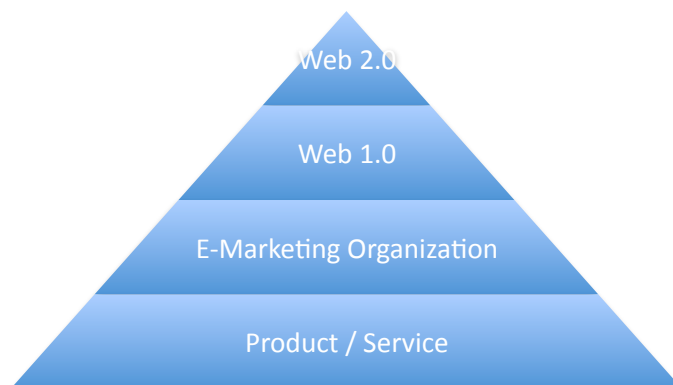 Web 2.0
Web 1.0
E-Marketing Organization
Product / Service